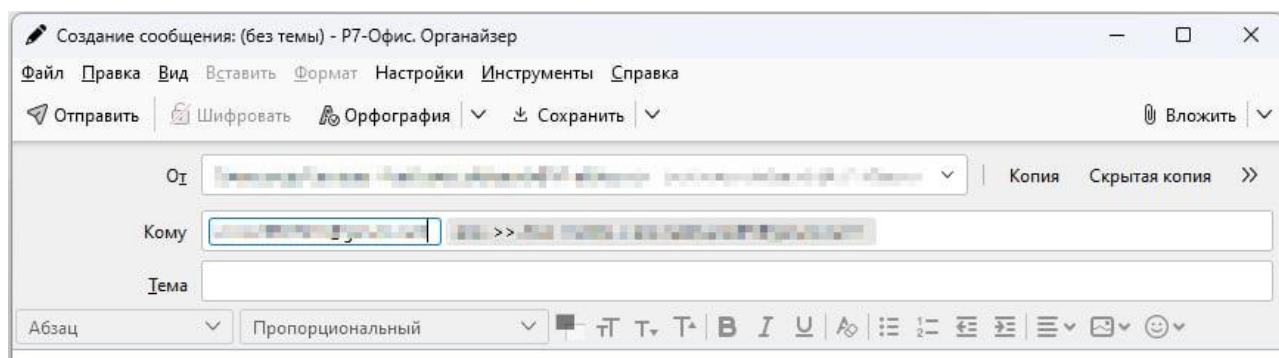 Создание сообщения: (без темы) - Р7-Офис. Органайзер
Файл Правка Вид Вставить Формат Настройки Инструменты Справка
Отправить Шифровать Орфография Сохранить Вложить
От Копия Скрытая копия
Кому >>
Тема
Абзац Пропорциональный